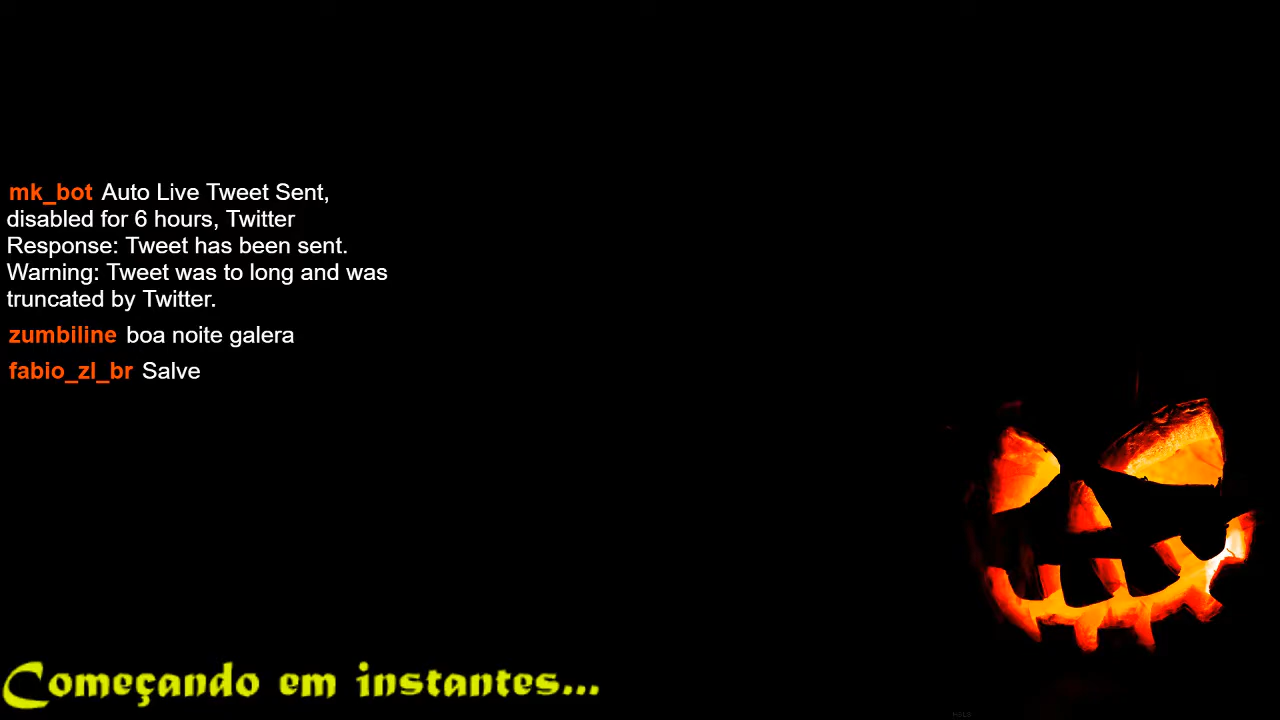 mk_bot Auto Live Tweet Sent,
disabled for 6 hours, Twitter
Response: Tweet has been sent.
Warning: Tweet was to long and was
truncated by Twitter.
zumbiline boa noite galera
fabio_zl_br Salve
Começando em instantes...